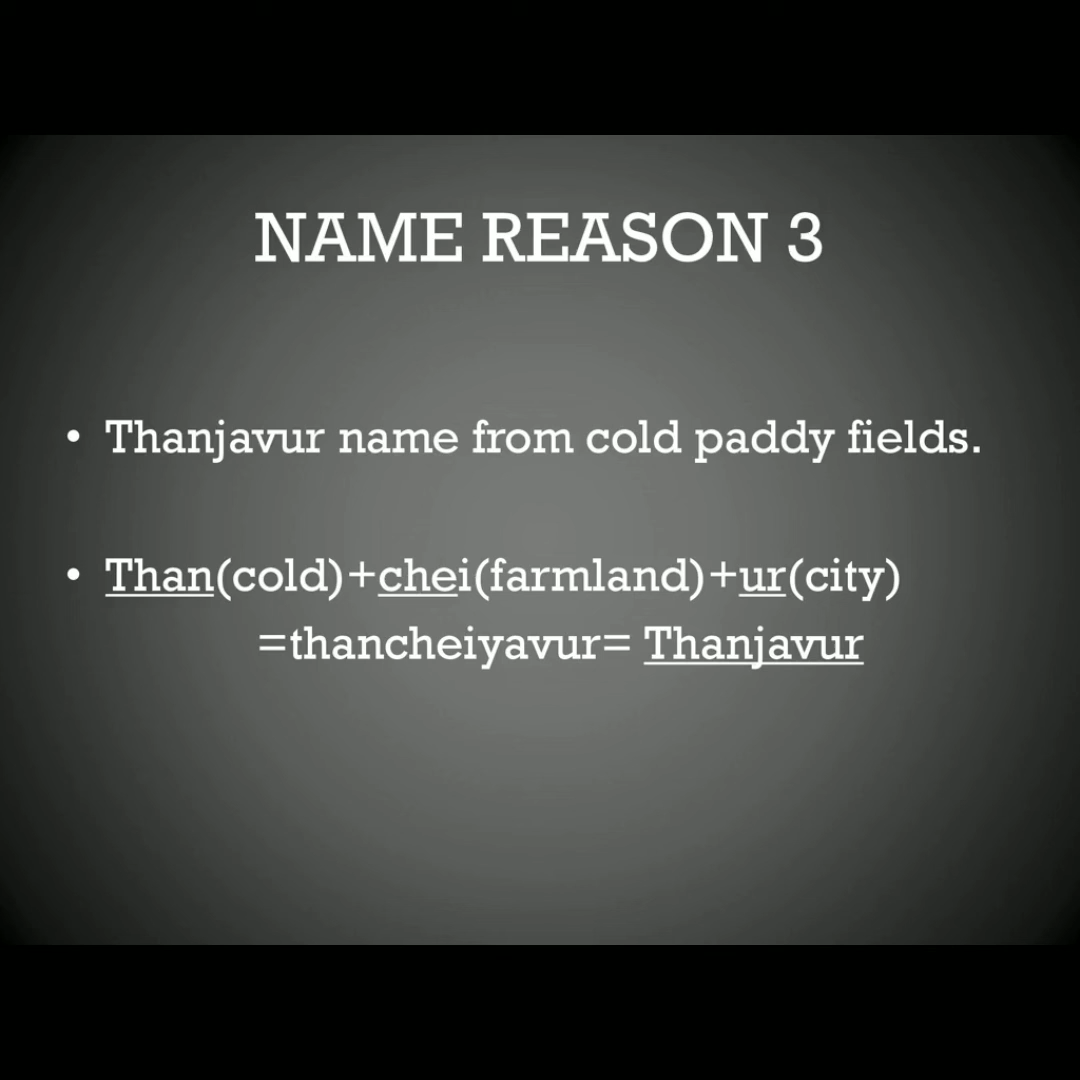 NAME REASON 3
• Thanjavur name from cold paddy fields.
• Than(cold)+chei(farmland)+ur(city)
=thancheiyavur= Thanjavur